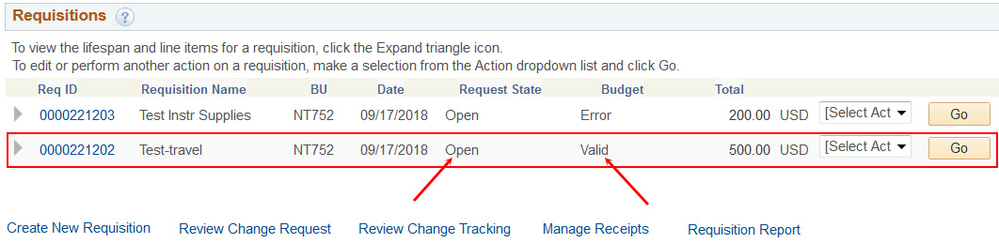 Requisitions ?
To view the lifespan and line items for a requisition, click the Expand triangle icon.
To edit or perform another action on a requisition, make a selection from the Action dropdown list and click Go.
Req ID Requisition Name BU Date Request State Budget Total
0000221203 Test Instr Supplies NT752 09/17/2018 Open Error 200.00 USD [Select Act Go
0000221202 Test-travel NT752 09/17/2018 Open Valid 500.00 USD [Select Act Go
Create New Requisition Review Change Request Review Change Tracking Manage Receipts Requisition Report